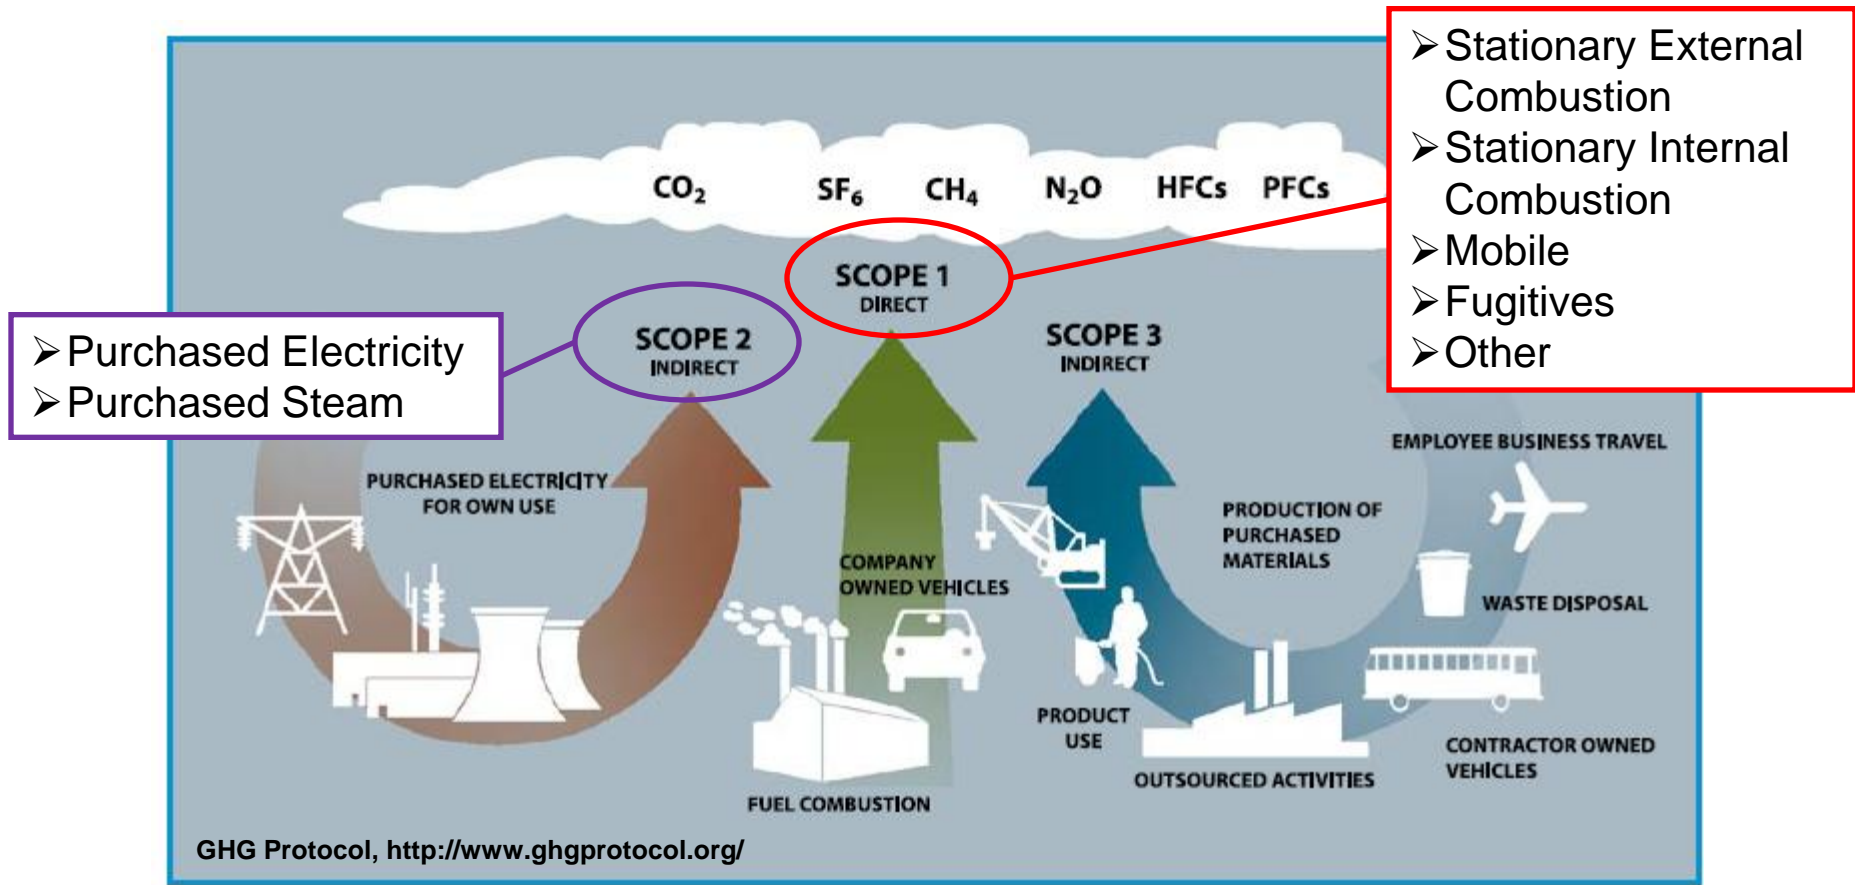 ➢Stationary External
Combustion
➢Stationary Internal
Combustion
➢Mobile
➢Fugitives
➢Other
CO₂ SF₆ CH₄ N₂O HFCs PFCs
SCOPE 1
DIRECT
SCOPE 2
INDIRECT
SCOPE 3
INDIRECT
➢Purchased Electricity
➢Purchased Steam
PURCHASED ELECTRICITY
FOR OWN USE
COMPANY
OWNED VEHICLES
FUEL COMBUSTION
EMPLOYEE BUSINESS TRAVEL
PRODUCTION OF
PURCHASED
MATERIALS
WASTE DISPOSAL
PRODUCT
USE
OUTSOURCED ACTIVITIES
CONTRACTOR OWNED
VEHICLES
GHG Protocol, http://www.ghgprotocol.org/